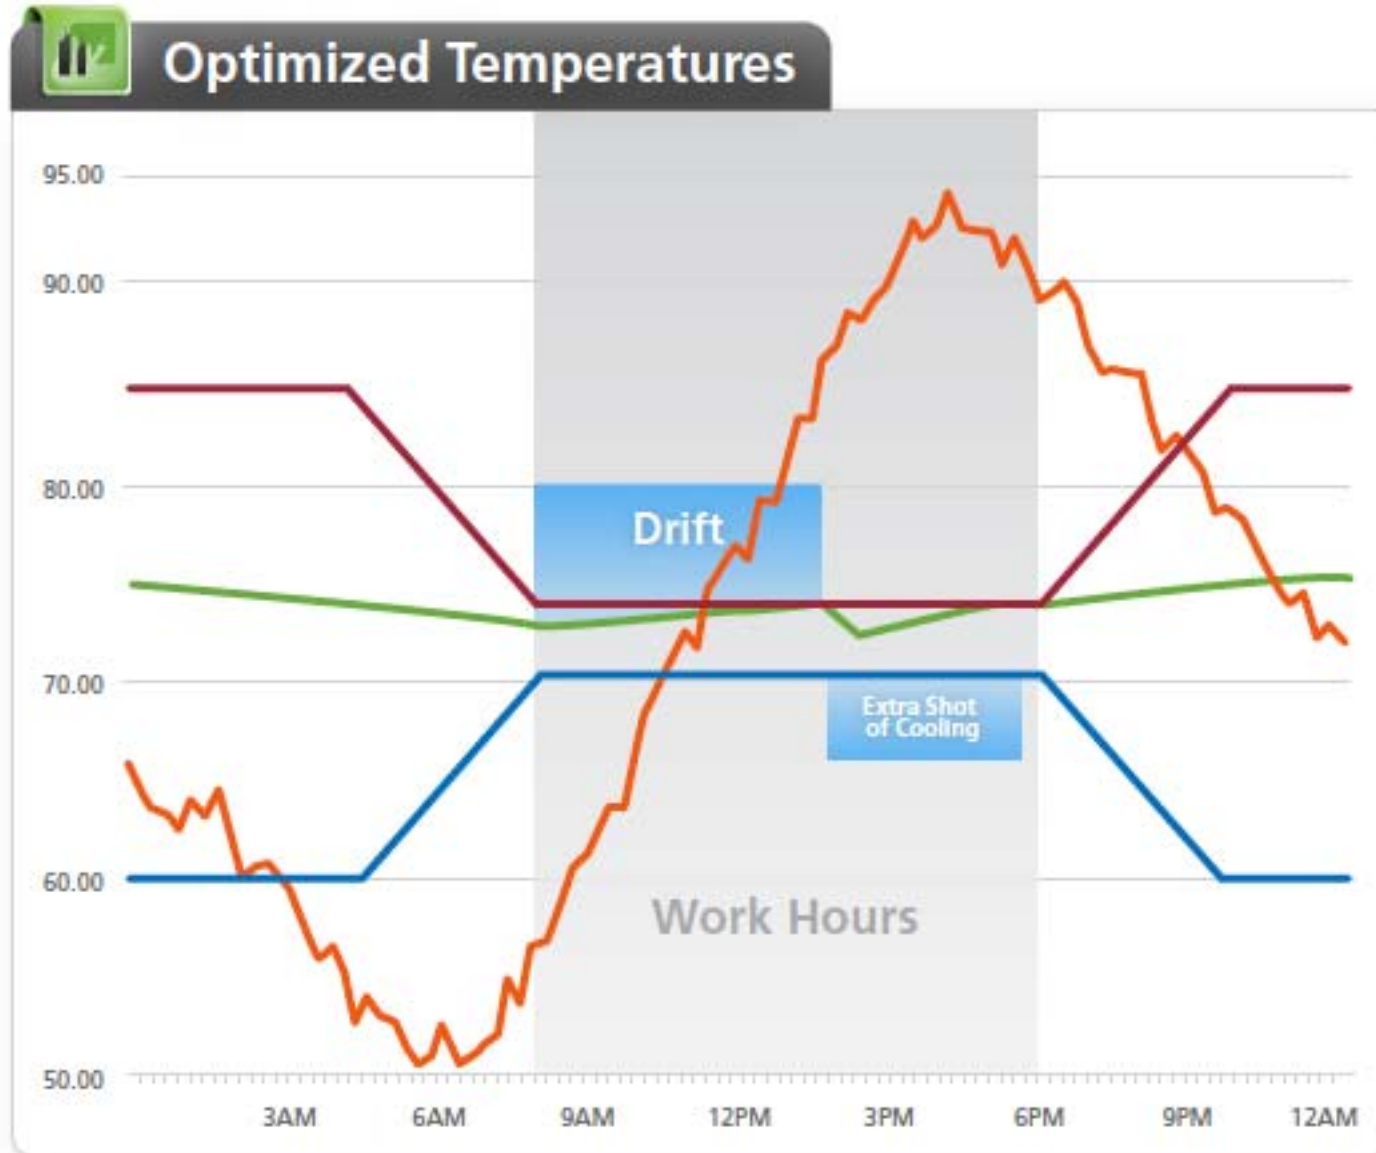 Optimized Temperatures
95.00
90.00
80.00
Drift
70.00
Extra Shot
of Cooling
60.00
Work Hours
50.00
3AM 6AM 9AM 12PM 3PM 6PM 9PM 12AM